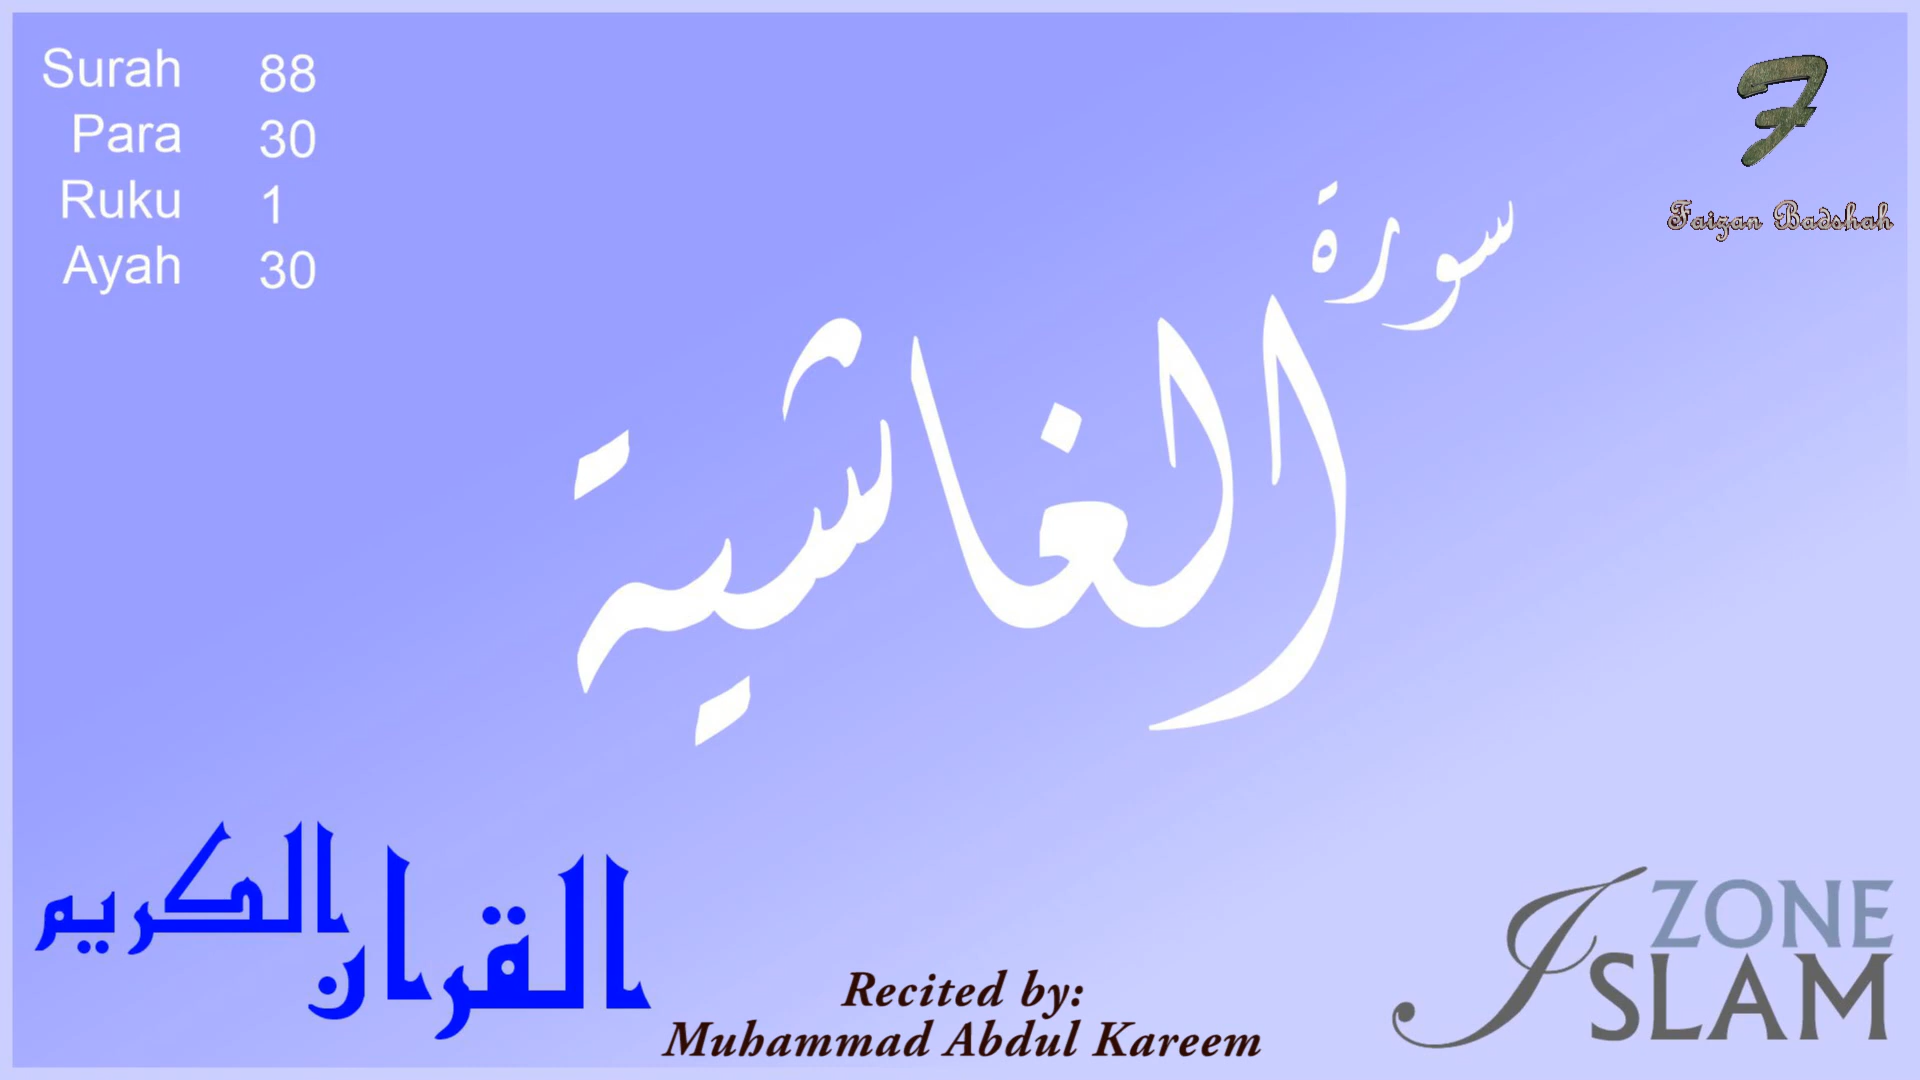 Surah 88
Para 30
Ruku 1
Ayah 30
F
Faizan Badshah
سورة
الغاشية
القران الكريم
Recited by:
Muhammad Abdul Kareem
ZONE
ISLAM